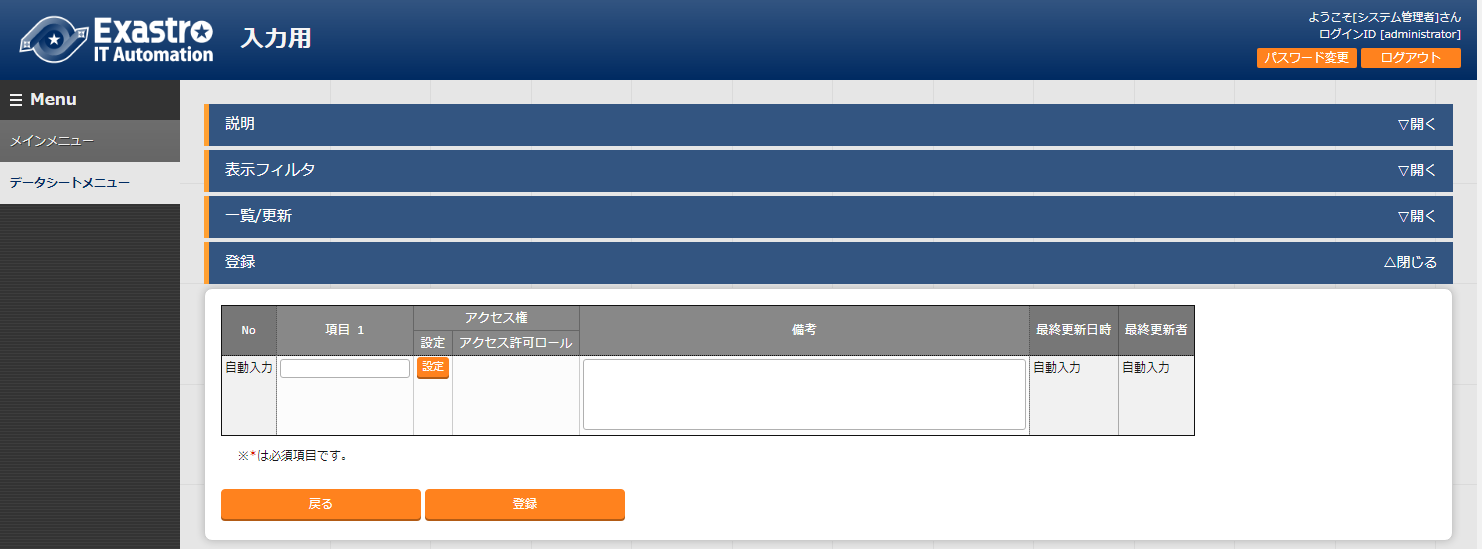 Exastro
IT Automation
入力用
ようこそ[システム管理者]さん
ログインID [administrator]
パスワード変更 ログアウト
☰ Menu
メインメニュー
データシートメニュー
説明 ▽開く
表示フィルタ ▽開く
一覧/更新 ▽開く
登録 △閉じる
No 項目 1 アクセス権 備考 最終更新日時 最終更新者
設定 アクセス許可ロール
自動入力 設定 自動入力 自動入力
※*は必須項目です。
戻る 登録